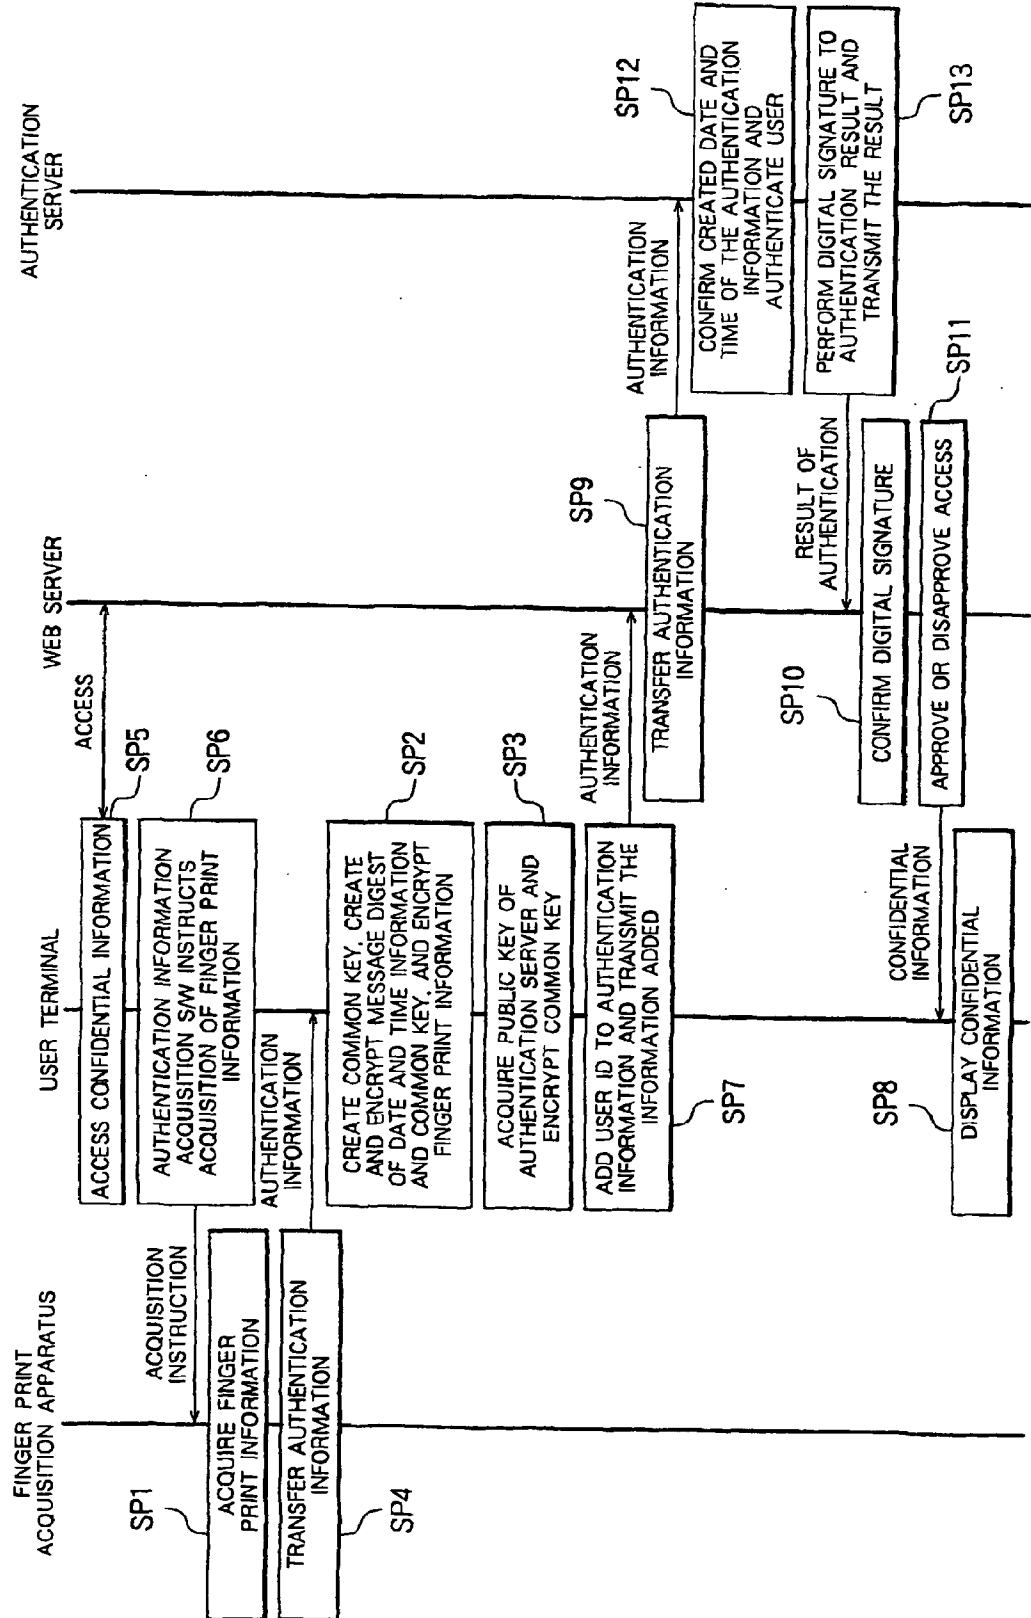 FINGER PRINT
ACQUISITION APPARATUS
USER TERMINAL
WEB SERVER
AUTHENTICATION
SERVER
ACCESS
ACCESS CONFIDENTIAL INFORMATION
SP5
AUTHENTICATION INFORMATION
ACQUISITION S/W INSTRUCTS
ACQUISITION OF FINGER PRINT
INFORMATION
SP6
ACQUISITION
INSTRUCTION
SP1
ACQUIRE FINGER
PRINT INFORMATION
TRANSFER AUTHENTICATION
INFORMATION
SP4
AUTHENTICATION
INFORMATION
CREATE COMMON KEY, CREATE
AND ENCRYPT MESSAGE DIGEST
OF DATE AND TIME INFORMATION
AND COMMON KEY, AND ENCRYPT
FINGER PRINT INFORMATION
SP2
ACQUIRE PUBLIC KEY OF
AUTHENTICATION SERVER AND
ENCRYPT COMMON KEY
SP3
ADD USER ID TO AUTHENTICATION
INFORMATION AND TRANSMIT THE
INFORMATION ADDED
SP7
AUTHENTICATION
INFORMATION
SP9
TRANSFER AUTHENTICATION
INFORMATION
AUTHENTICATION
INFORMATION
SP12
CONFIRM CREATED DATE AND
TIME OF THE AUTHENTICATION
INFORMATION AND
AUTHENTICATE USER
PERFORM DIGITAL SIGNATURE TO
AUTHENTICATION RESULT AND
TRANSMIT THE RESULT
SP13
RESULT OF
AUTHENTICATION
SP10
CONFIRM DIGITAL SIGNATURE
APPROVE OR DISAPPROVE ACCESS
SP11
CONFIDENTIAL
INFORMATION
SP8
DISPLAY CONFIDENTIAL
INFORMATION